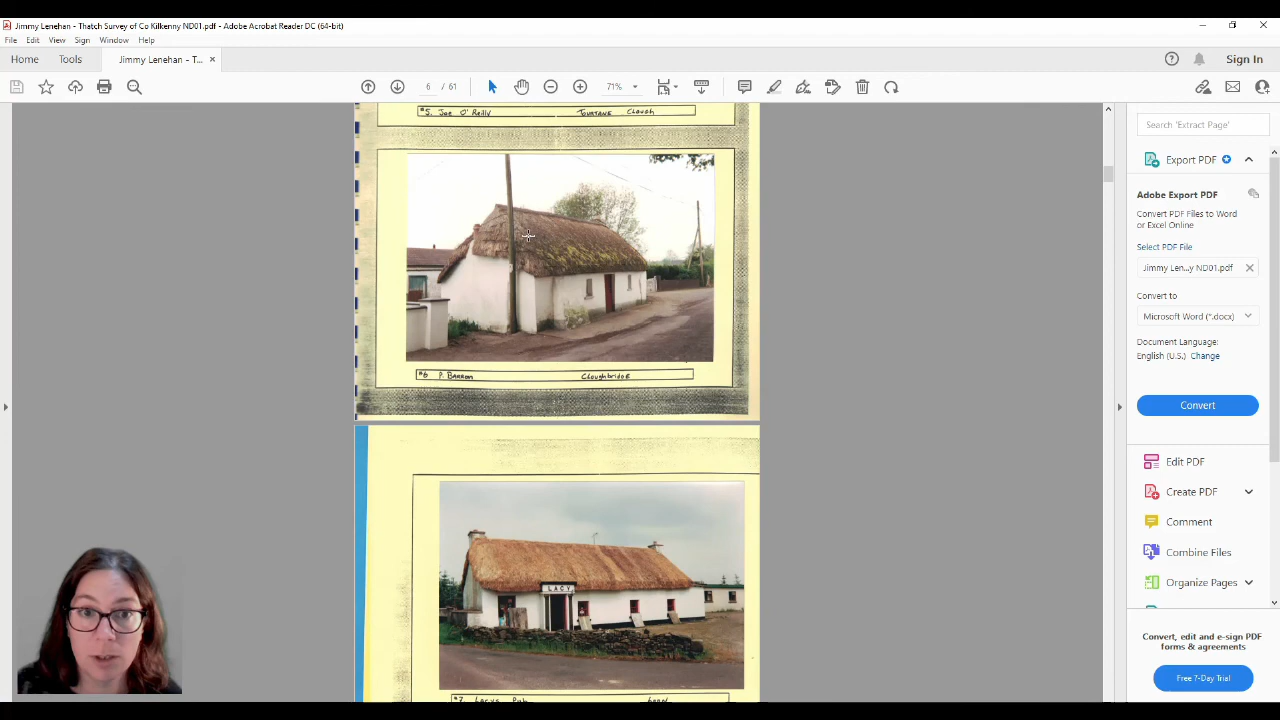 Jimmy Lenehan - Thatch Survey of Co Kilkenny ND01.pdf - Adobe Acrobat Reader DC (64-bit)
File Edit View Sign Window Help
Home Tools Jimmy Lenehan - T... × Sign In
6 / 61 71%
#5. Joe O'Reilly TOURTANE CLOUGH
#6 P. BARRON CLOUGHBRIDGE
LACY
#7. Lacys Pub
Search 'Extract Page'
Export PDF
Adobe Export PDF
Convert PDF Files to Word
or Excel Online
Select PDF File
Jimmy Len...y ND01.pdf
Convert to
Microsoft Word (*.docx)
Document Language:
English (U.S.) Change
Convert
Edit PDF
Create PDF
Comment
Combine Files
Organize Pages
Convert, edit and e-sign PDF
forms & agreements
Free 7-Day Trial